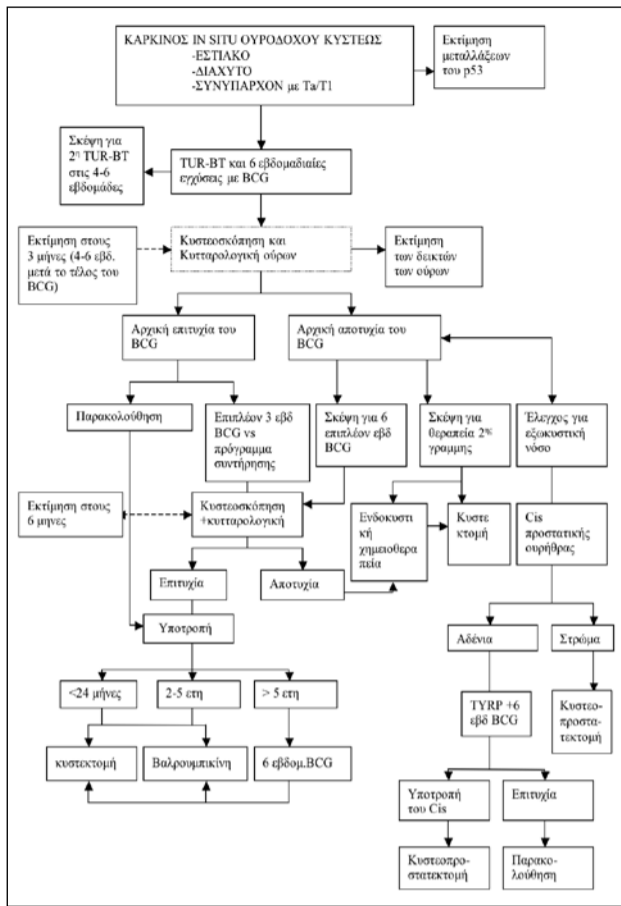 ΚΑΡΚΙΝΟΣ IN SITU ΟΥΡΟΔΟΧΟΥ ΚΥΣΤΕΩΣ
-ΕΣΤΙΑΚΟ
-ΔΙΑΧΥΤΟ
-ΣΥΝΥΠΑΡΧΟΝ με Ta/T1
Εκτίμηση
μεταλλάξεων
του p53
Σκέψη για
2η TUR-BT
στις 4-6
εβδομάδες
TUR-BT και 6 εβδομαδιαίες
εγχύσεις με BCG
Εκτίμηση στους
3 μήνες (4-6 εβδ.
μετά το τέλος του
BCG)
Κυστεοσκόπηση και
Κυτταρολογική ούρων
Εκτίμηση
των δεικτών
των ούρων
Αρχική επιτυχία του
BCG
Αρχική αποτυχία του
BCG
Παρακολούθηση
Επιπλέον 3 εβδ
BCG vs
πρόγραμμα
συντήρησης
Σκέψη για 6
επιπλέον εβδ
BCG
Σκέψη για
θεραπεία 2ης
γραμμης
Έλεγχος για
εξωκυστική
νόσο
Εκτίμηση στους
6 μηνες
Κυστεοσκόπηση
+κυτταρολογική
Ενδοκυστι
κή
χημειοθερα
πεία
Κυστε
κτομή
Cis
προστατικής
ουρήθρας
Επιτυχία
Αποτυχία
Υποτροπή
Αδένια
Στρώμα
<24 μήνες
2-5 ετη
> 5 ετη
TYRP +6
εβδ BCG
Κυστεο-
προστα-
τεκτομή
κυστεκτομή
Βαλρουμπικίνη
6 εβδομ.BCG
Υποτροπή
του Cis
Επιτυχία
Κυστεοπρο-
στατεκτομή
Παρακο-
λούθηση